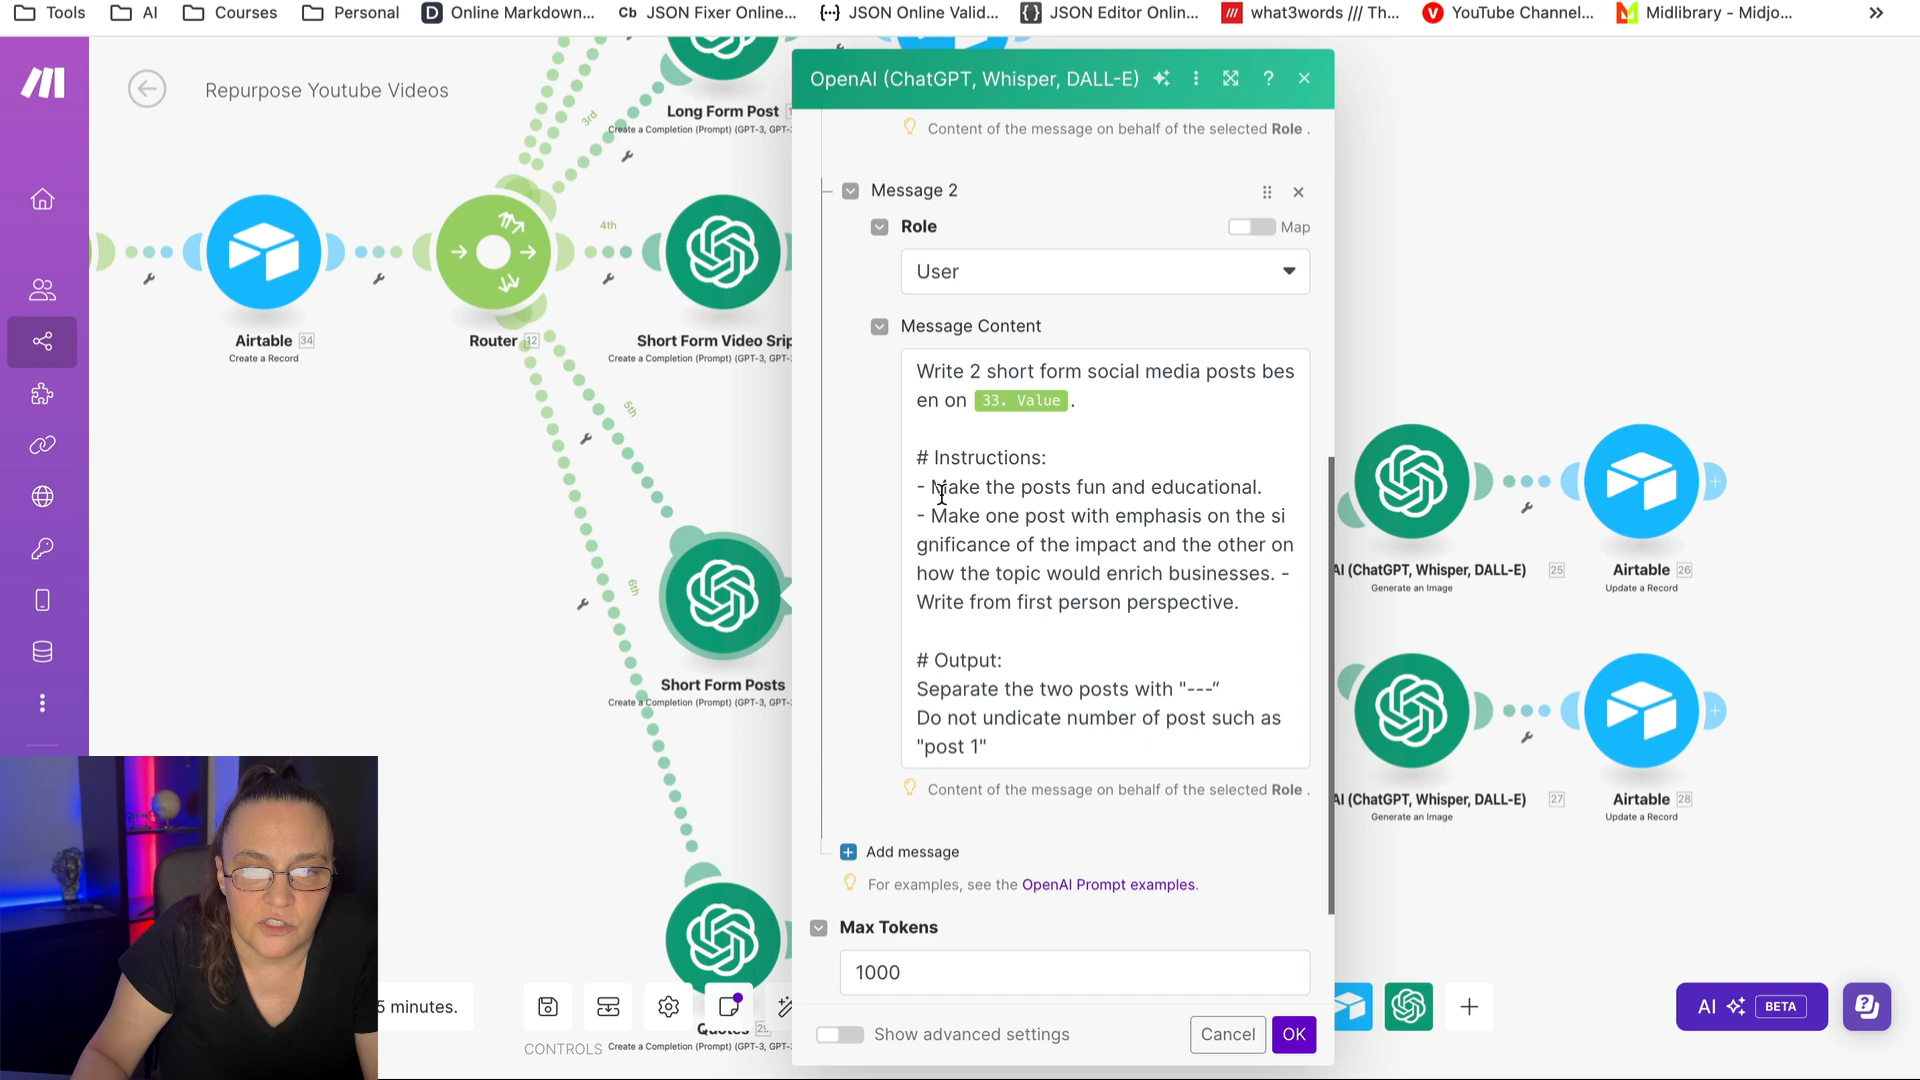 Tools
AI
Courses
Personal
Online Markdown...
Cb JSON Fixer Online...
JSON Online Valid...
JSON Editor Onlin...
what3words /// Th...
YouTube Channel...
Midlibrary - Midjo...
Repurpose Youtube Videos
Airtable 34
Create a Record
Router 12
3rd
4th
5th
6th
Long Form Post
Create a Completion (Prompt) (GPT-3, GPT-
Short Form Video Srip
Create a Completion (Prompt) (GPT-3, GPT-
Short Form Posts
Create a Completion (Prompt) (GPT-3, GPT-
Create a Completion (Prompt) (GPT-3, GPT-
5 minutes.
CONTROLS
OpenAI (ChatGPT, Whisper, DALL-E)
Content of the message on behalf of the selected Role .
Message 2
Role
Map
User
Message Content
Write 2 short form social media posts bes
en on 33. Value .
# Instructions:
- Make the posts fun and educational.
- Make one post with emphasis on the si
gnificance of the impact and the other on
how the topic would enrich businesses. -
Write from first person perspective.
# Output:
Separate the two posts with "---“
Do not undicate number of post such as
"post 1"
Content of the message on behalf of the selected Role .
Add message
For examples, see the OpenAI Prompt examples.
Max Tokens
1000
Show advanced settings
Cancel
OK
AI (ChatGPT, Whisper, DALL-E) 25
Generate an Image
Airtable 26
Update a Record
AI (ChatGPT, Whisper, DALL-E) 27
Generate an Image
Airtable 28
Update a Record
AI BETA